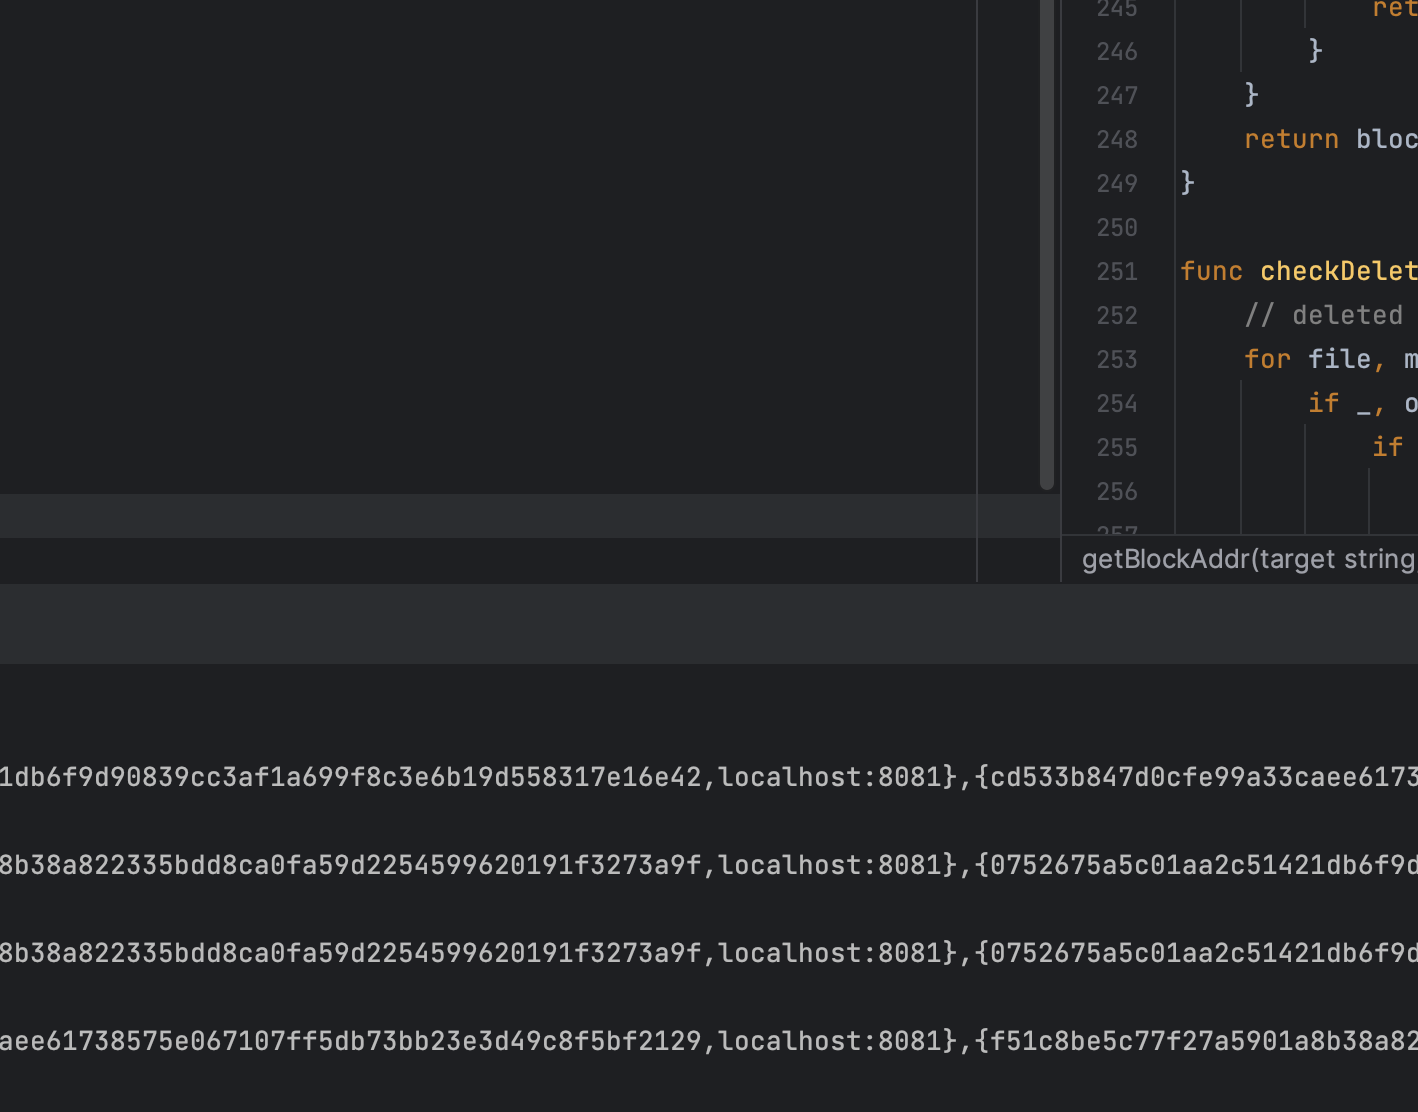 245 ret
246 }
247 }
248 return bloc
249 }
250
251 func checkDelet
252 // deleted
253 for file, m
254 if _, o
255 if
256
257
getBlockAddr(target string,
1db6f9d90839cc3af1a699f8c3e6b19d558317e16e42,localhost:8081},{cd533b847d0cfe99a33caee6173
8b38a822335bdd8ca0fa59d2254599620191f3273a9f,localhost:8081},{0752675a5c01aa2c51421db6f9d
8b38a822335bdd8ca0fa59d2254599620191f3273a9f,localhost:8081},{0752675a5c01aa2c51421db6f9d
aee61738575e067107ff5db73bb23e3d49c8f5bf2129,localhost:8081},{f51c8be5c77f27a5901a8b38a82